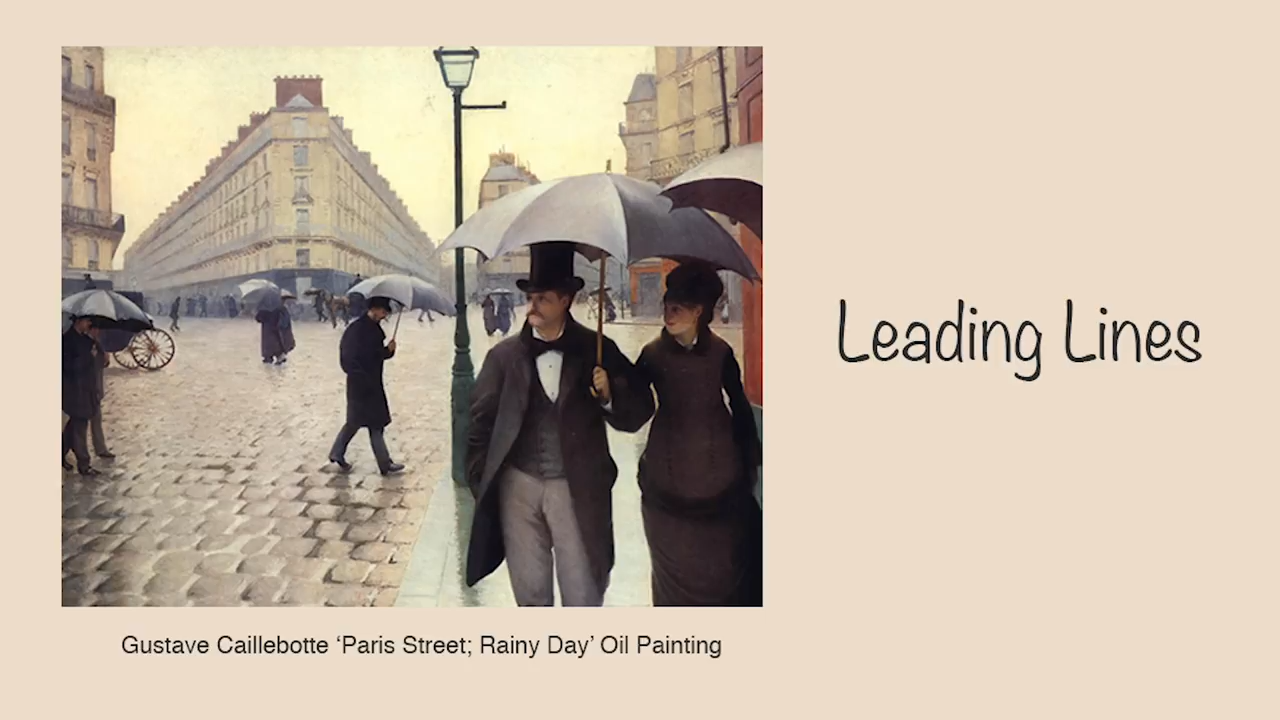 Leading Lines
Gustave Caillebotte ‘Paris Street; Rainy Day’ Oil Painting